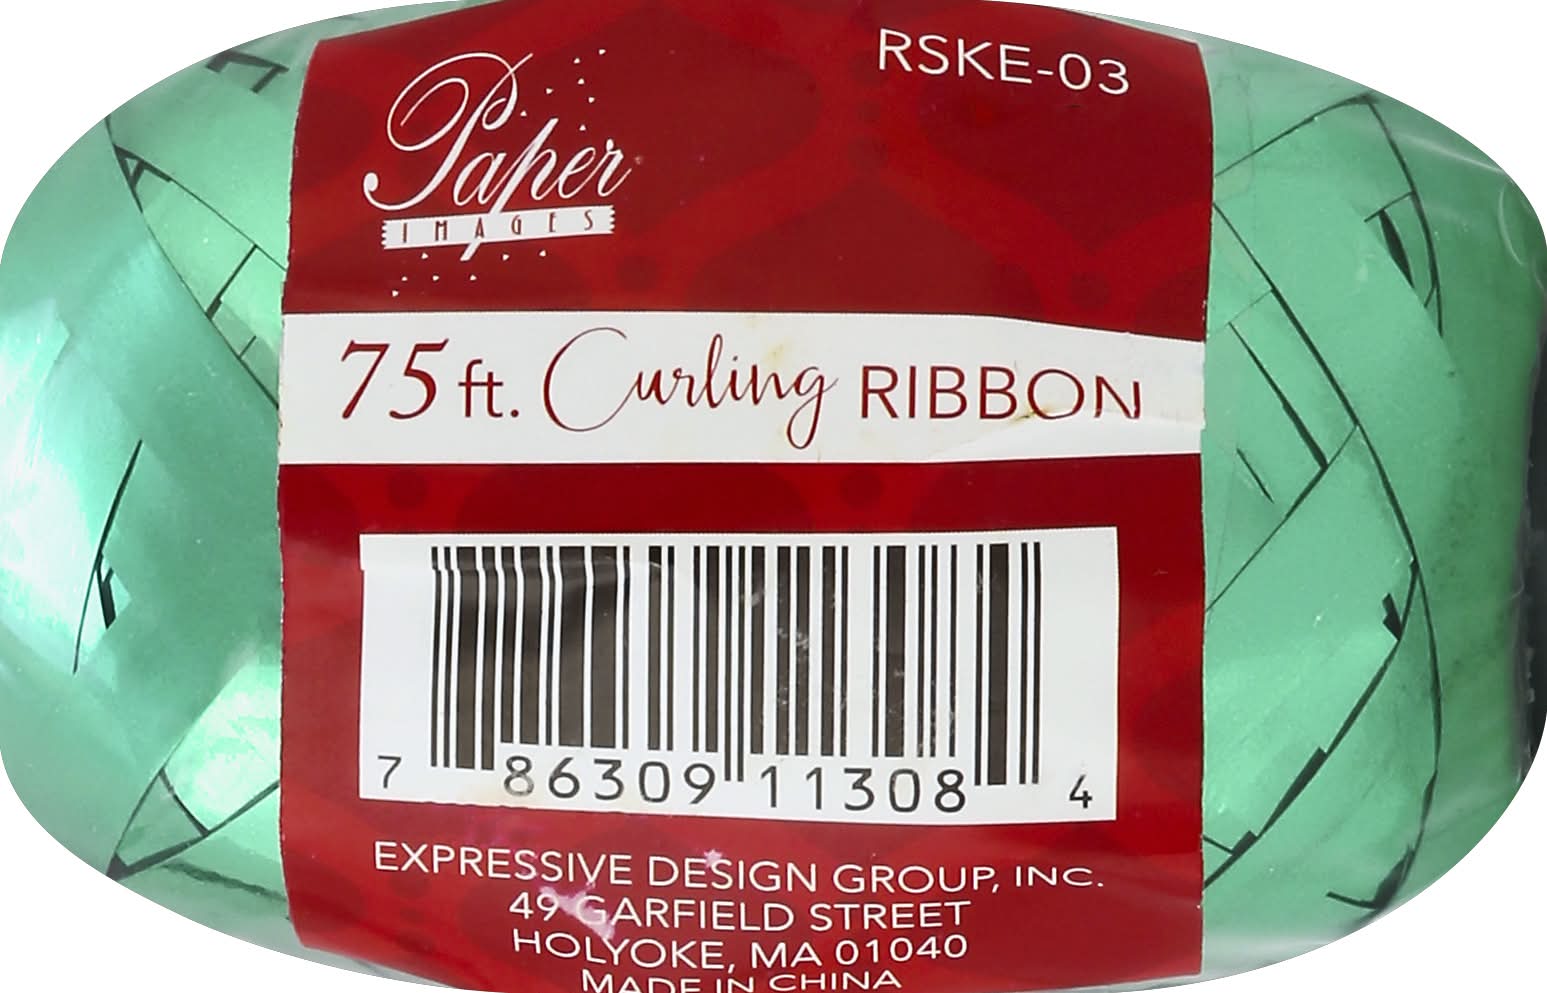 RSKE-03
Paper
IMAGES
75 ft. Curling RIBBON
7 86309 11308 4
EXPRESSIVE DESIGN GROUP, INC.
49 GARFIELD STREET
HOLYOKE, MA 01040
MADE IN CHINA